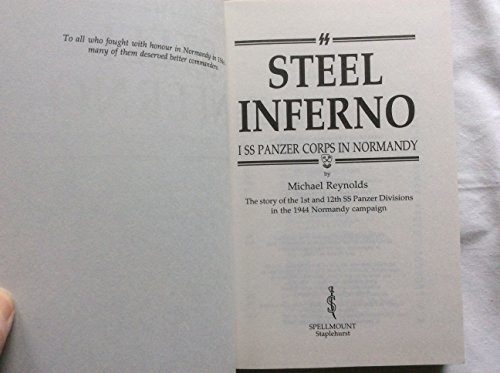 To all who fought with honour in Normandy in
many of them deserved better commanders.
STEEL
INFERNO
I SS PANZER CORPS IN NORMANDY
by
Michael Reynolds
The story of the 1st and 12th SS Panzer Divisions
in the 1944 Normandy campaign
SPELLMOUNT
Staplehurst